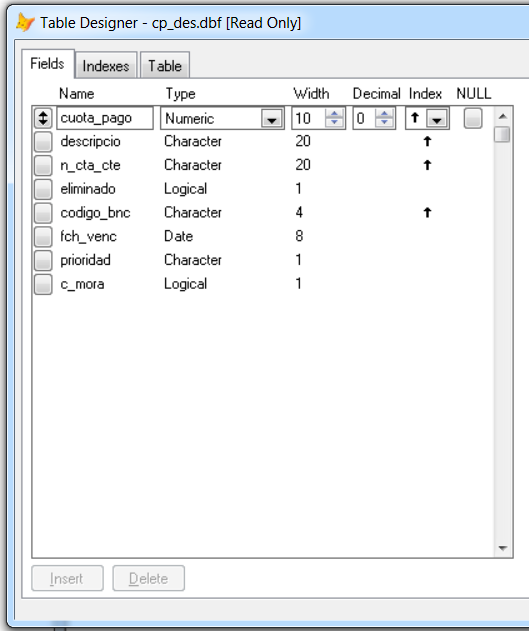 Table Designer - cp_des.dbf [Read Only]
Fields Indexes Table
Name Type Width Decimal Index NULL
cuota_pago Numeric 10 0
descripcio Character 20
n_cta_cte Character 20
eliminado Logical 1
codigo_bnc Character 4
fch_venc Date 8
prioridad Character 1
c_mora Logical 1
Insert Delete